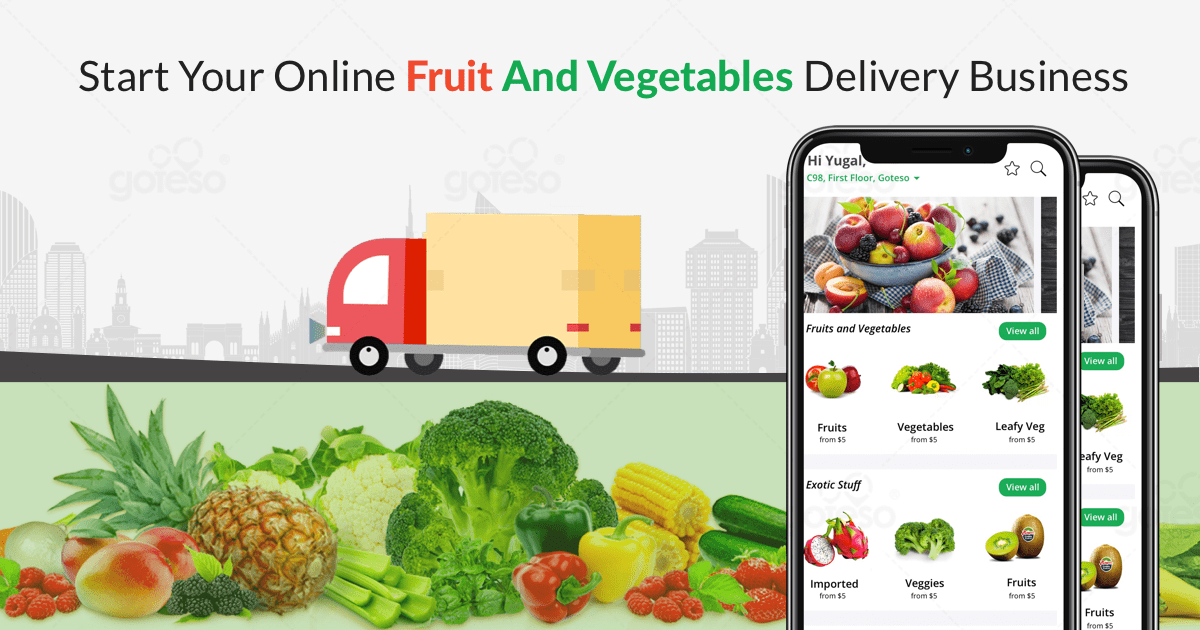 Start Your Online Fruit And Vegetables Delivery Business
goteso
goteso
Hi Yugal,
C98, First Floor, Goteso
Fruits and Vegetables
View all
Fruits
from $5
Vegetables
from $5
Leafy Veg
from $5
Exotic Stuff
View all
Imported
from $5
Veggies
from $5
Fruits
from $5
View all
eafy Veg
from $5
View all
Fruits
from $5